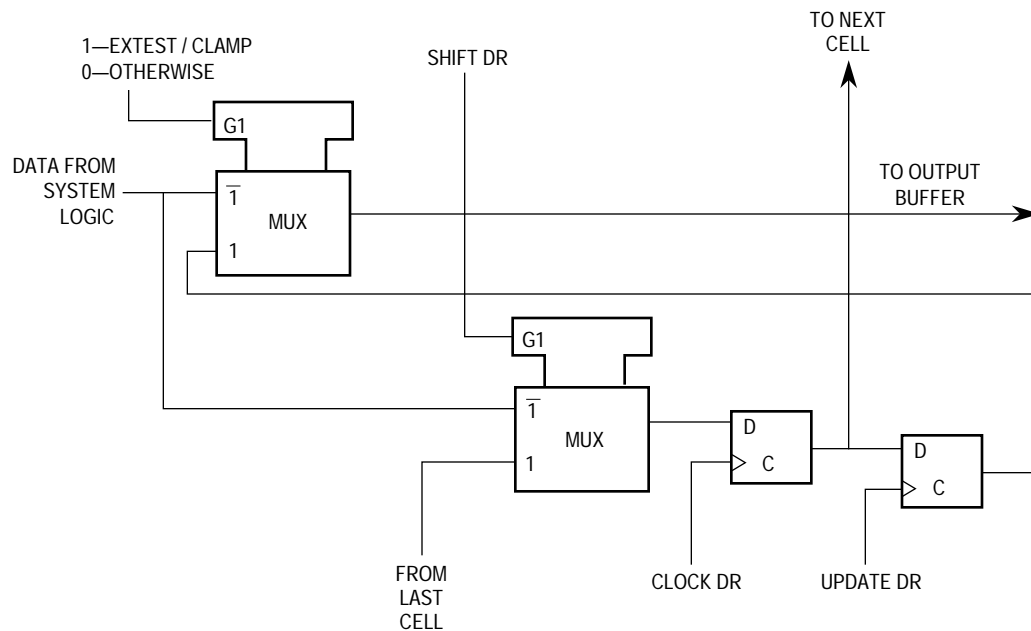 1—EXTEST / CLAMP
0—OTHERWISE
SHIFT DR
TO NEXT
CELL
G1
DATA FROM
SYSTEM
LOGIC
1̅
MUX
1
TO OUTPUT
BUFFER
G1
1̅
MUX
1
D
C
D
C
FROM
LAST
CELL
CLOCK DR
UPDATE DR